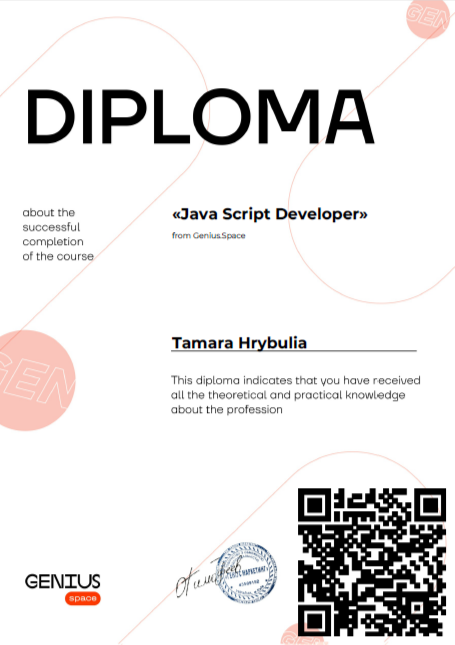 GEN
DIPLOMA
about the
successful
completion
of the course
«Java Script Developer»
from Genius.Space
Tamara Hrybulia
This diploma indicates that you have received
all the theoretical and practical knowledge
about the profession
GEN
GENIUS
space